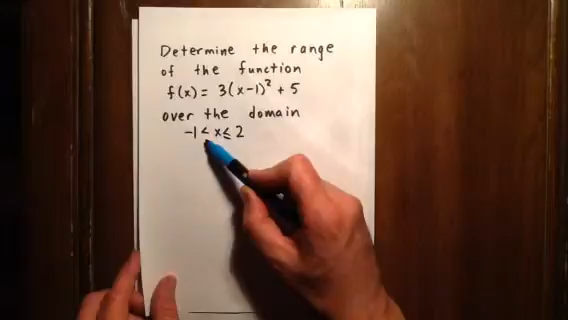 Determine the range
of the function
f(x) = 3(x-1)² + 5
over the domain
-1 < x ≤ 2